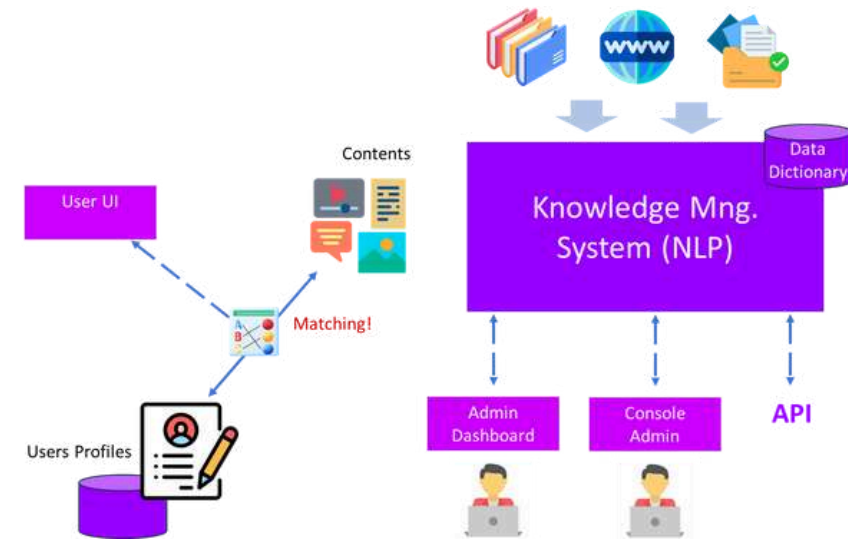 WWW
Data
Dictionary
Contents
User UI
Knowledge Mng.
System (NLP)
A
B
C
Matching!
Admin
Dashboard
Console
Admin
API
Users Profiles